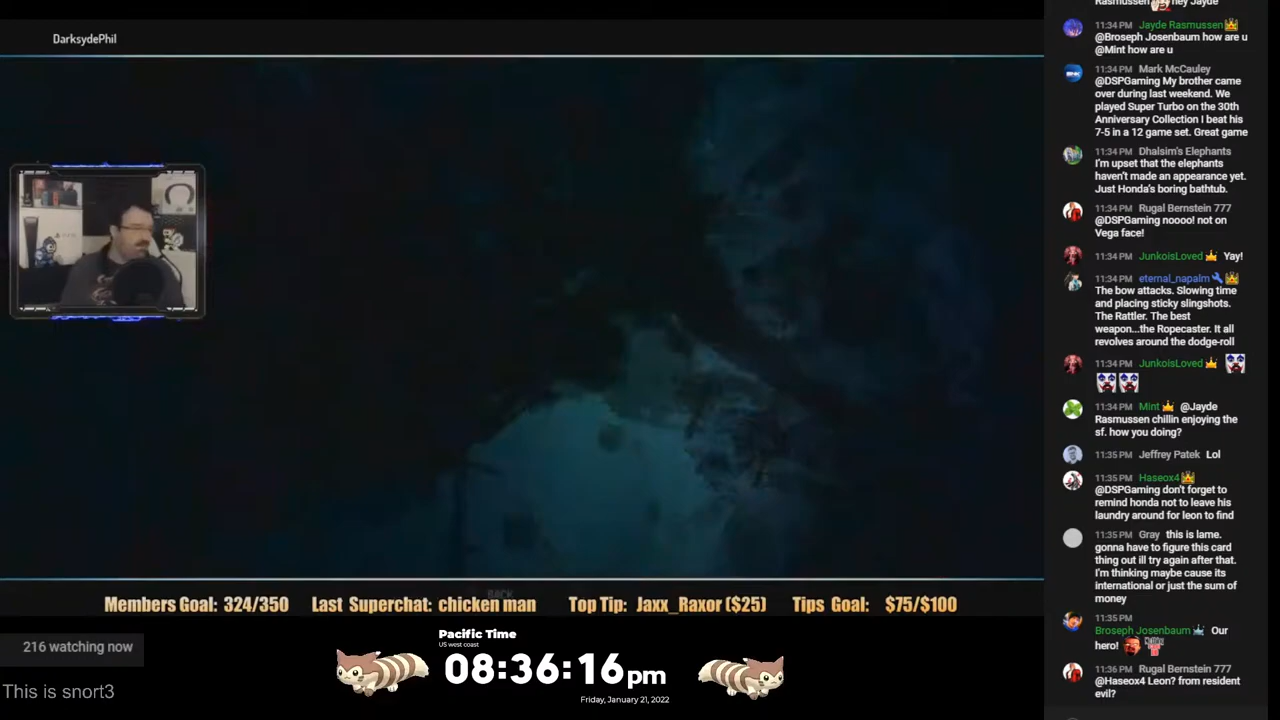 DarksydePhil
Members Goal: 324/350
Last Superchat: chicken man
Top Tip: Jaxx_Raxor ($25)
Tips Goal: $75/$100
216 watching now
This is snort3
Pacific Time
US west coast
08:36:16pm
Friday, January 21, 2022
11:34 PM Jayde Rasmussen
@Broseph Josenbaum how are u
@Mint how are u
11:34 PM Mark McCauley
@DSPGaming My brother came
over during last weekend. We
played Super Turbo on the 30th
Anniversary Collection I beat his
7-5 in a 12 game set. Great game
11:34 PM Dhalsim's Elephants
I'm upset that the elephants
haven't made an appearance yet.
Just Honda's boring bathtub.
11:34 PM Rugal Bernstein 777
@DSPGaming noooo! not on
Vega face!
11:34 PM JunkoisLoved Yay!
11:34 PM eternal_napalm
The bow attacks. Slowing time
and placing sticky slingshots.
The Rattler. The best
weapon...the Ropecaster. It all
revolves around the dodge-roll
11:34 PM JunkoisLoved
11:34 PM Mint @Jayde
Rasmussen chillin enjoying the
sf. how you doing?
11:35 PM Jeffrey Patek Lol
11:35 PM Haseox4
@DSPGaming don't forget to
remind honda not to leave his
laundry around for leon to find
11:35 PM Gray this is lame.
gonna have to figure this card
thing out ill try again after that.
I'm thinking maybe cause its
international or just the sum of
money
11:35 PM
Broseph Josenbaum Our
hero!
11:36 PM Rugal Bernstein 777
@Haseox4 Leon? from resident
evil?